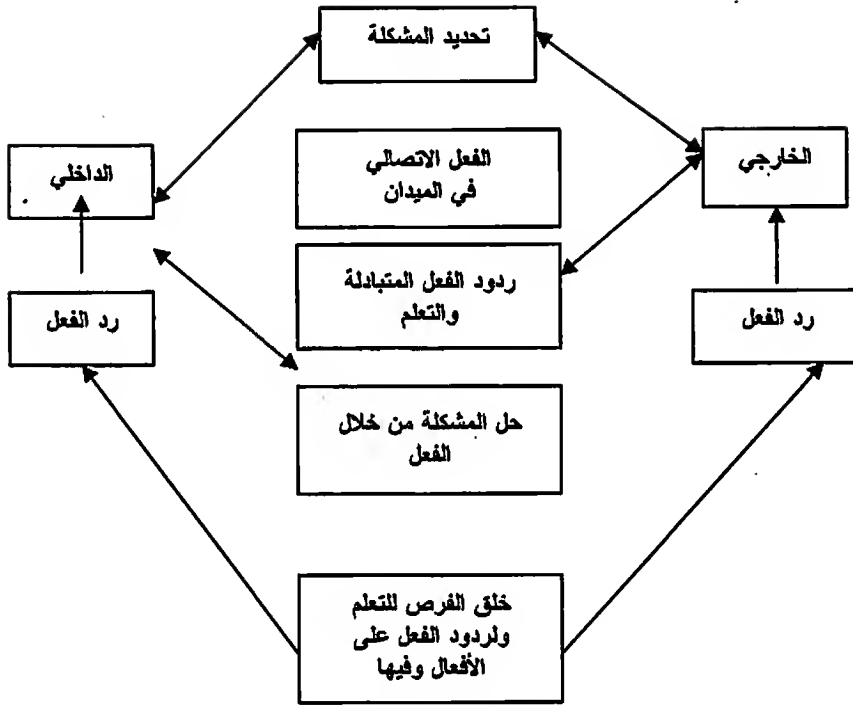 تحديد المشكلة
الفعل الاتصالي
في الميدان
الخارجي
الداخلي
ردود الفعل المتبادلة
والتعلم
رد الفعل
رد الفعل
حل المشكلة من خلال
الفعل
خلق الفرص للتعلم
ولردود الفعل على
الأفعال وفيها